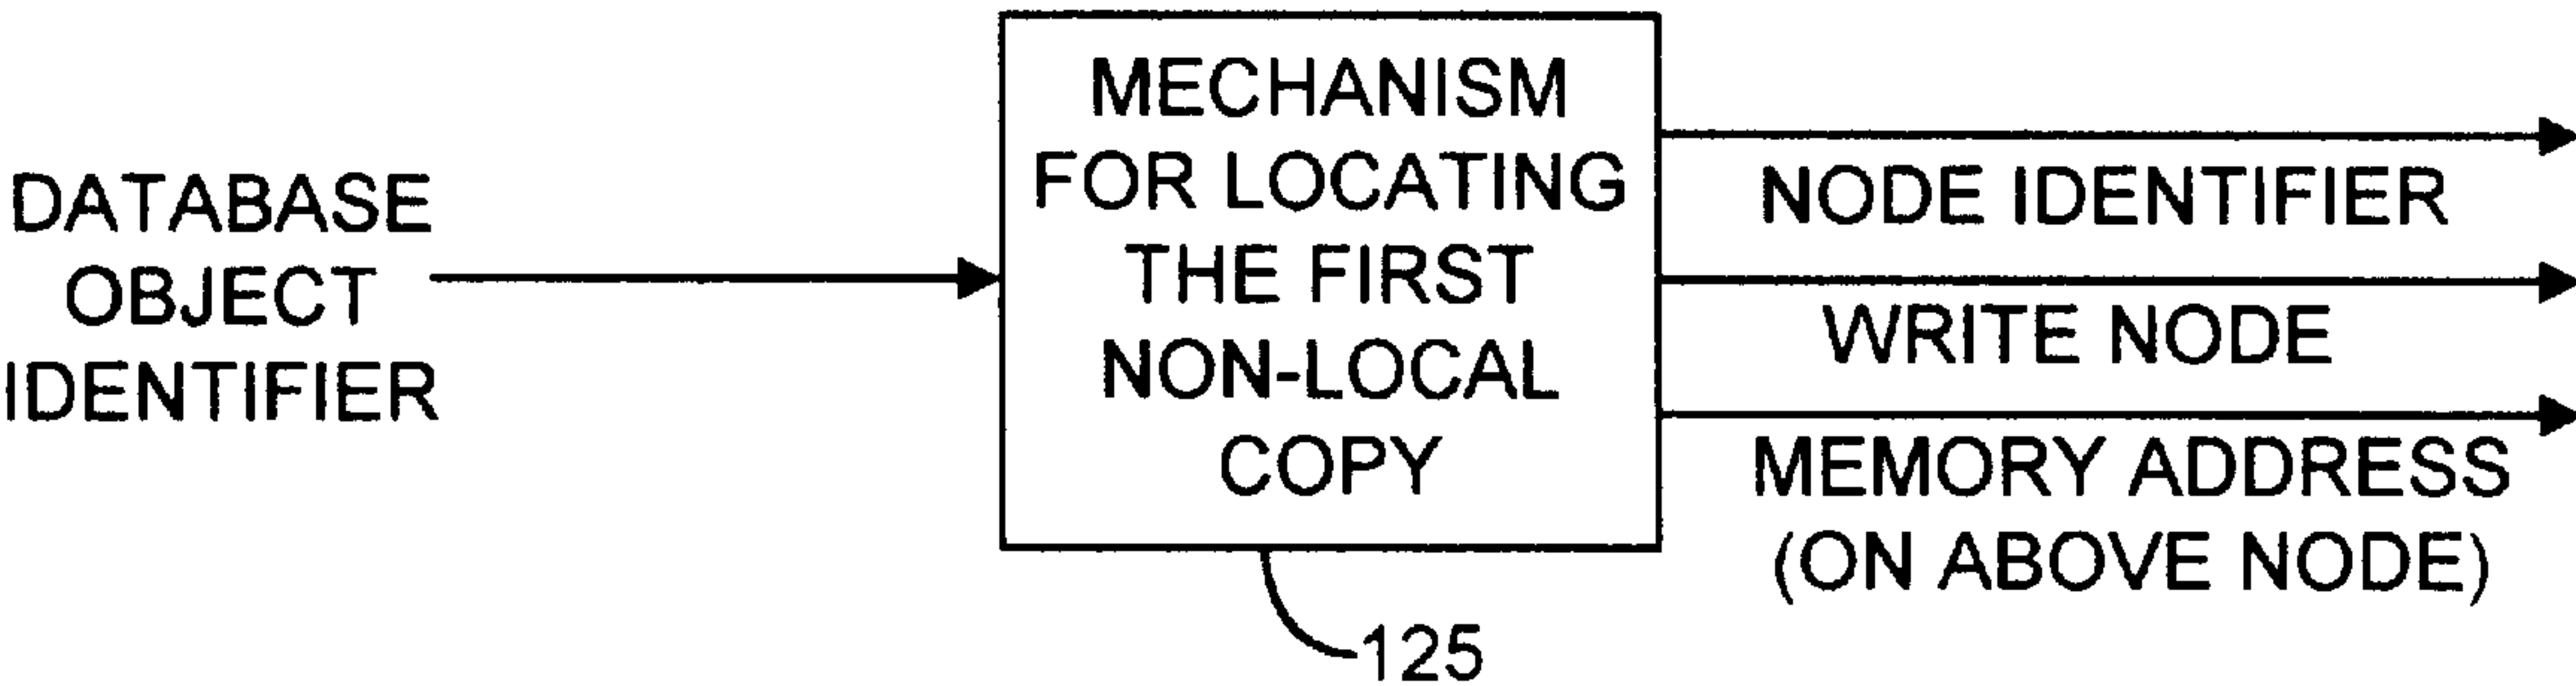 DATABASE
OBJECT
IDENTIFIER
MECHANISM
FOR LOCATING
THE FIRST
NON-LOCAL
COPY
NODE IDENTIFIER
WRITE NODE
MEMORY ADDRESS
(ON ABOVE NODE)
125